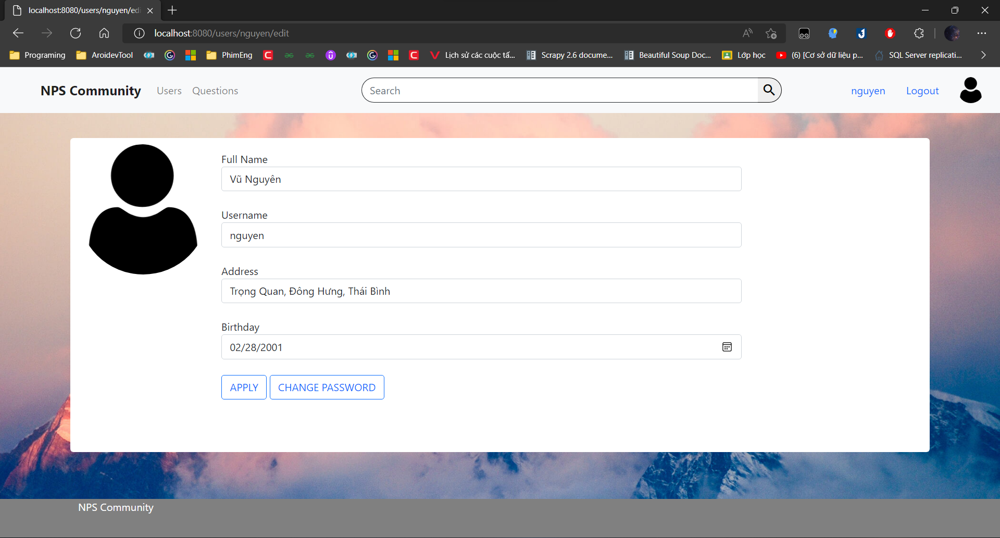 localhost:8080/users/nguyen/edi
localhost:8080/users/nguyen/edit
Programing AroidevTool PhimEng Lịch sử các cuộc tấ... Scrapy 2.6 docume... Beautiful Soup Doc... Lớp học (6) [Cơ sở dữ liệu p... SQL Server replicati...
NPS Community Users Questions Search nguyen Logout
Full Name
Vũ Nguyên
Username
nguyen
Address
Trọng Quan, Đông Hưng, Thái Bình
Birthday
02/28/2001
APPLY CHANGE PASSWORD
NPS Community